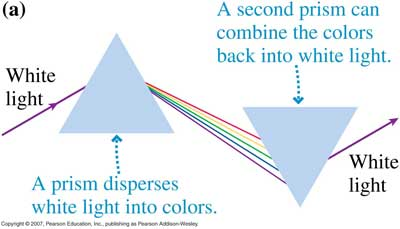 (a)
A second prism can
combine the colors
back into white light.
White
light
White
light
A prism disperses
white light into colors.
Copyright © 2007, Pearson Education, Inc., publishing as Pearson Addison-Wesley.